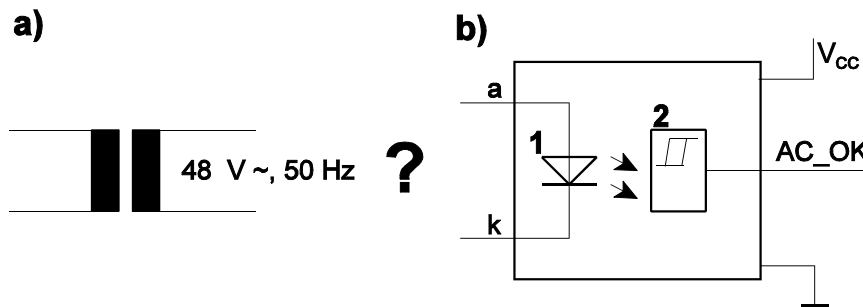 a)
48 V ~, 50 Hz
?
b)
a
k
1
2
V_CC
AC_OK